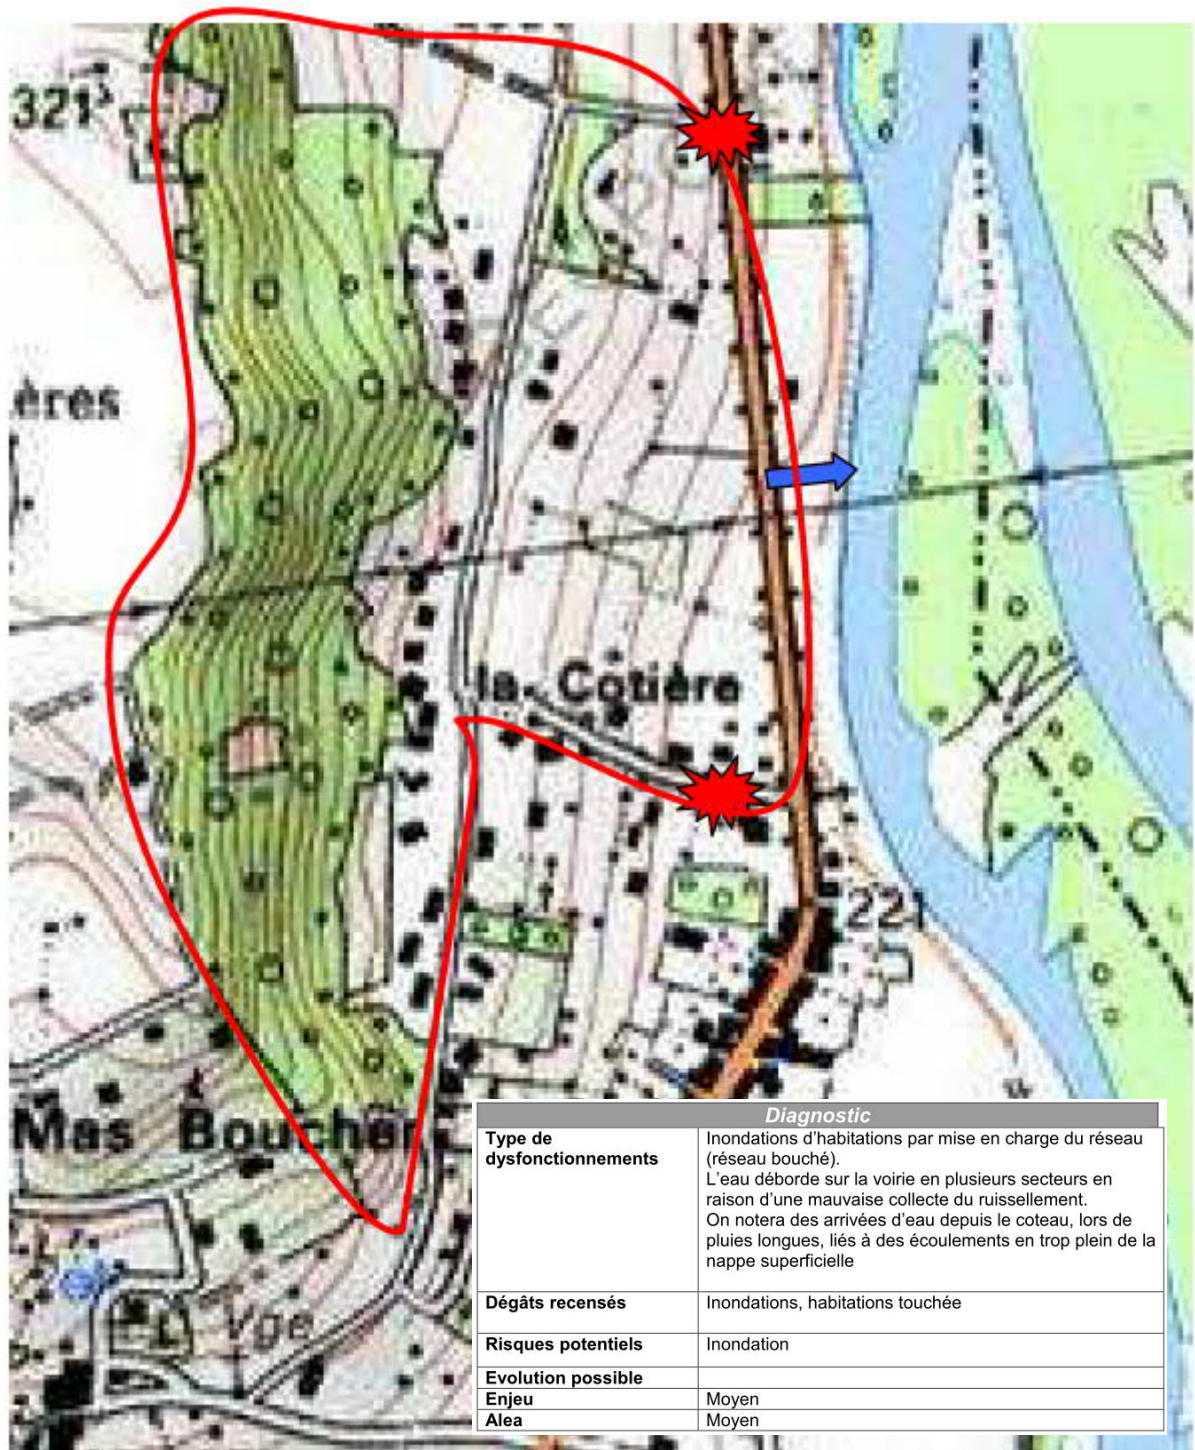 321
ères
la Cotière
221
Mas Boucher
Vge
Diagnostic
Type de
dysfonctionnements
Inondations d'habitations par mise en charge du réseau
(réseau bouché).
L'eau déborde sur la voirie en plusieurs secteurs en
raison d'une mauvaise collecte du ruissellement.
On notera des arrivées d'eau depuis le coteau, lors de
pluies longues, liés à des écoulements en trop plein de la
nappe superficielle
Dégâts recensés
Inondations, habitations touchée
Risques potentiels
Inondation
Evolution possible
Enjeu
Moyen
Alea
Moyen